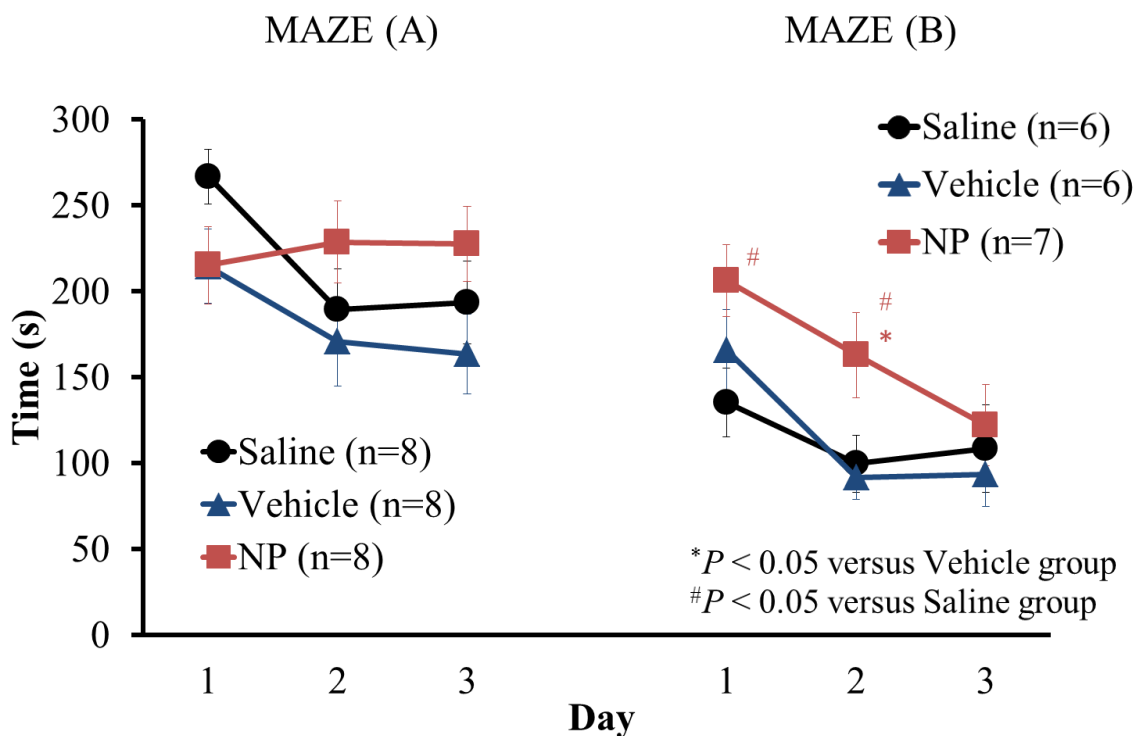 MAZE (A)
MAZE (B)
Time (s)
300
250
200
150
100
50
0
Saline (n=8)
Vehicle (n=8)
NP (n=8)
Saline (n=6)
Vehicle (n=6)
NP (n=7)
#
#
*
*P < 0.05 versus Vehicle group
#P < 0.05 versus Saline group
1 2 3 1 2 3
Day